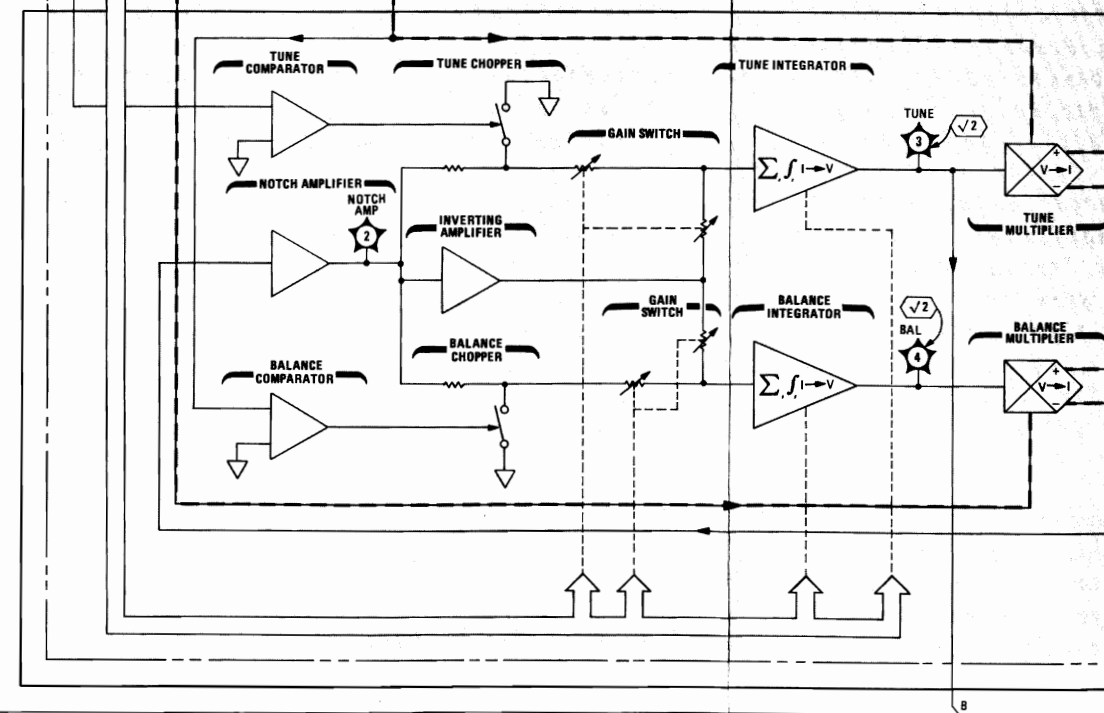 TUNE
COMPARATOR
TUNE CHOPPER
TUNE INTEGRATOR
GAIN SWITCH
TUNE
3
√2
Σ, ∫, I→V
+
V→I
−
NOTCH AMPLIFIER
NOTCH
AMP
2
INVERTING
AMPLIFIER
TUNE
MULTIPLIER
GAIN
SWITCH
BALANCE
INTEGRATOR
√2
BAL
4
BALANCE
MULTIPLIER
BALANCE
CHOPPER
BALANCE
COMPARATOR
Σ, ∫, I→V
+
V→I
−
B